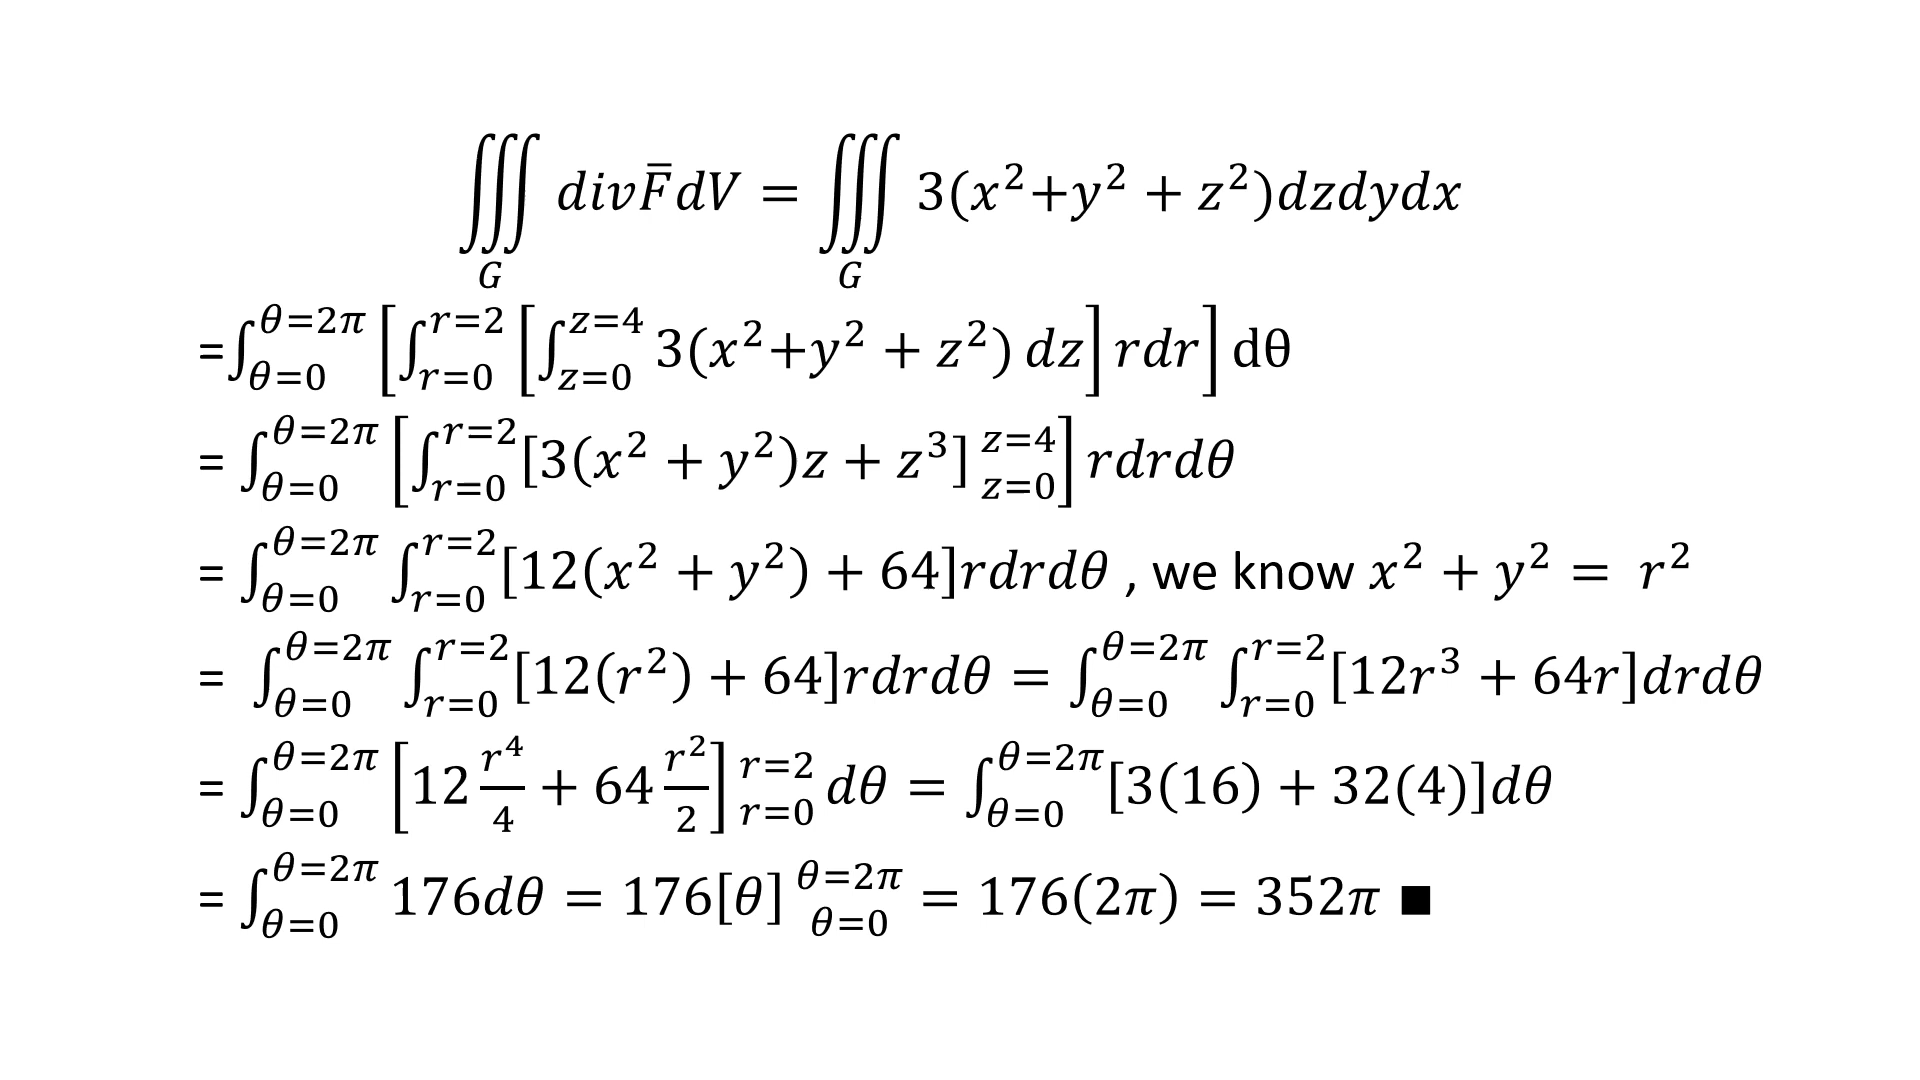 ∭_G div F̄ dV = ∭_G 3(x²+y² + z²)dzdydx
=∫_{θ=0}^{θ=2π} [∫_{r=0}^{r=2} [∫_{z=0}^{z=4} 3(x²+y² + z²) dz] rdr] dθ
= ∫_{θ=0}^{θ=2π} [∫_{r=0}^{r=2} [3(x² + y²)z + z³] _{z=0}^{z=4}] rdrdθ
= ∫_{θ=0}^{θ=2π} ∫_{r=0}^{r=2} [12(x² + y²) + 64]rdrdθ , we know x² + y² = r²
= ∫_{θ=0}^{θ=2π} ∫_{r=0}^{r=2} [12(r²) + 64]rdrdθ = ∫_{θ=0}^{θ=2π} ∫_{r=0}^{r=2} [12r³ + 64r]drdθ
= ∫_{θ=0}^{θ=2π} [12 r⁴/4 + 64 r²/2] _{r=0}^{r=2} dθ = ∫_{θ=0}^{θ=2π} [3(16) + 32(4)]dθ
= ∫_{θ=0}^{θ=2π} 176dθ = 176[θ] _{θ=0}^{θ=2π} = 176(2π) = 352π ■